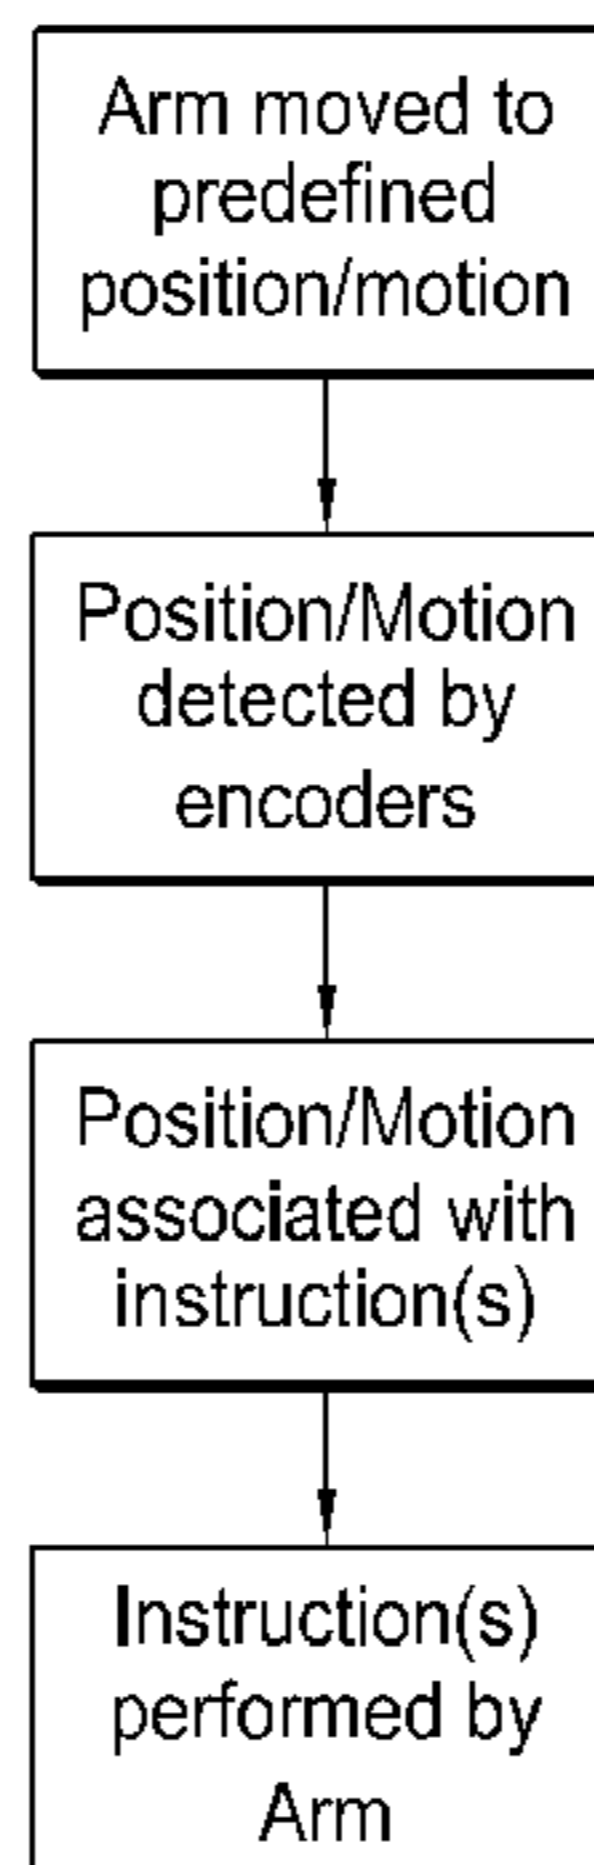 Arm moved to
predefined
position/motion
Position/Motion
detected by
encoders
Position/Motion
associated with
instruction(s)
Instruction(s)
performed by
Arm